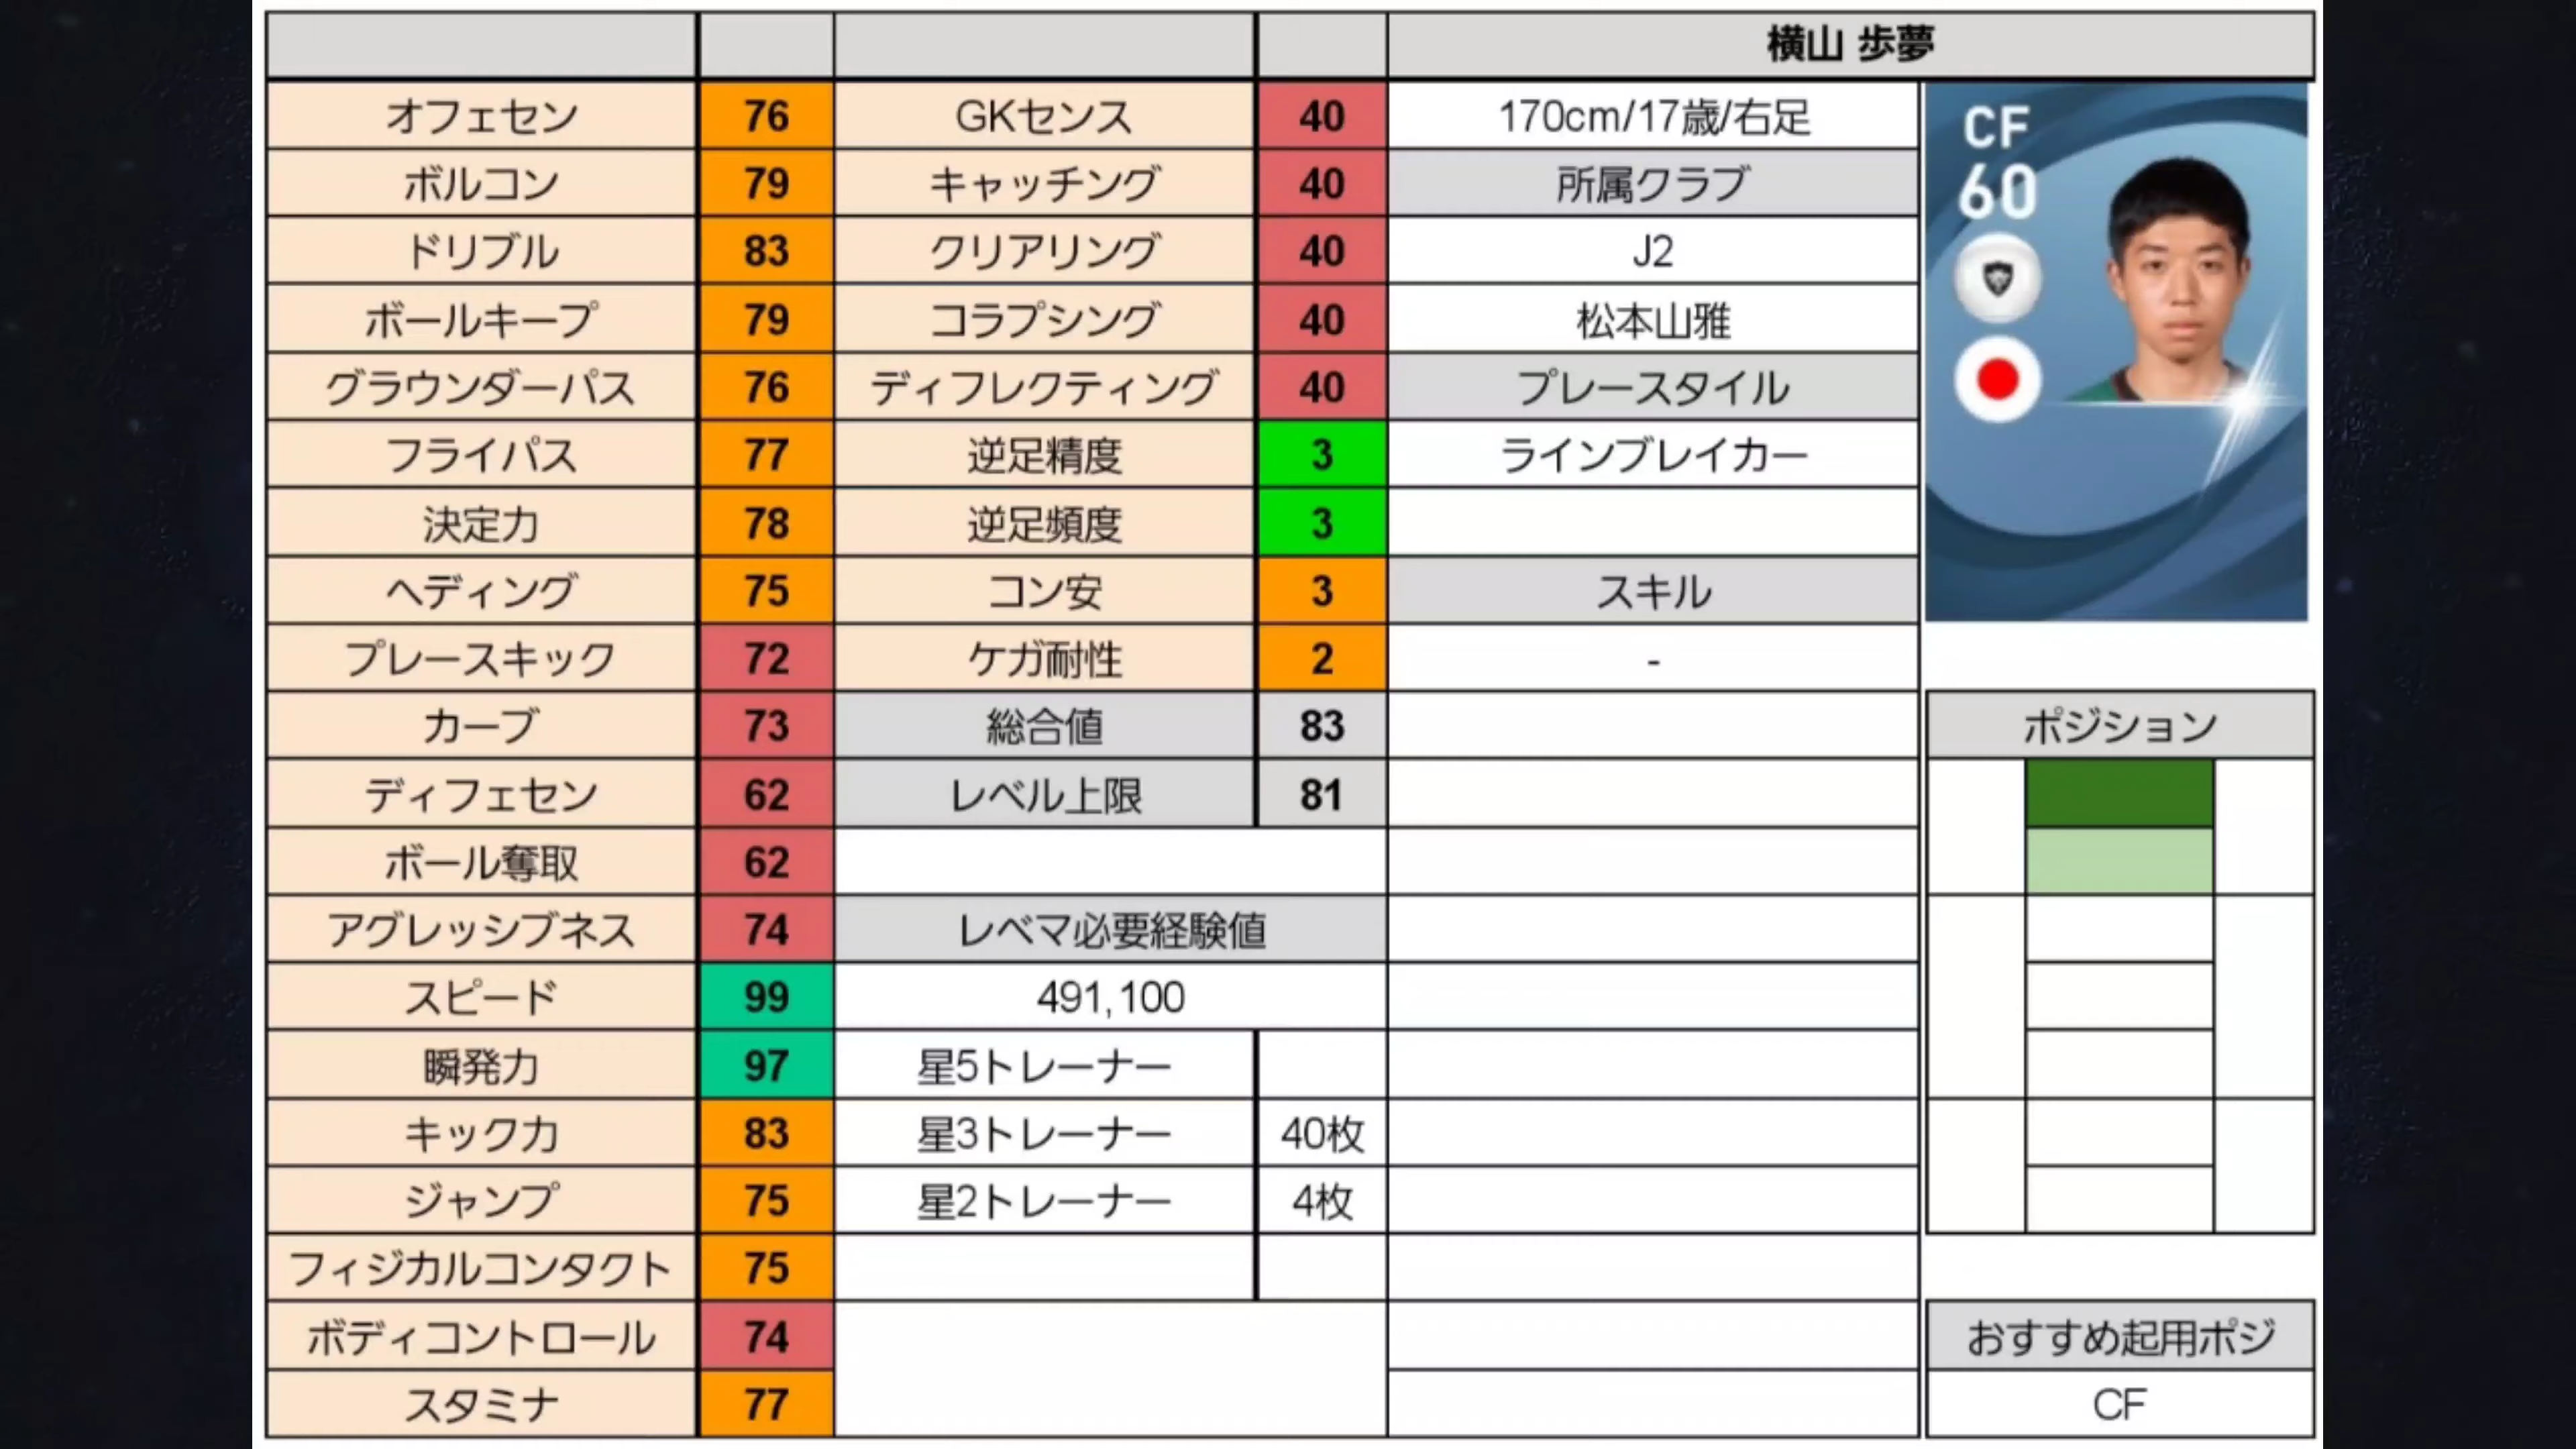 横山 歩夢
オフェセン 76 GKセンス 40 170cm/17歳/右足
ボルコン 79 キャッチング 40 所属クラブ
ドリブル 83 クリアリング 40 J2
ボールキープ 79 コラプシング 40 松本山雅
グラウンダーパス 76 ディフレクティング 40 プレースタイル
フライパス 77 逆足精度 3 ラインブレイカー
決定力 78 逆足頻度 3
ヘディング 75 コン安 3 スキル
プレースキック 72 ケガ耐性 2 -
カーブ 73 総合値 83
ディフェセン 62 レベル上限 81
ボール奪取 62
アグレッシブネス 74 レベマ必要経験値
スピード 99 491,100
瞬発力 97 星5トレーナー
キック力 83 星3トレーナー 40枚
ジャンプ 75 星2トレーナー 4枚
フィジカルコンタクト 75
ボディコントロール 74
スタミナ 77
CF
60
ポジション
おすすめ起用ポジ
CF